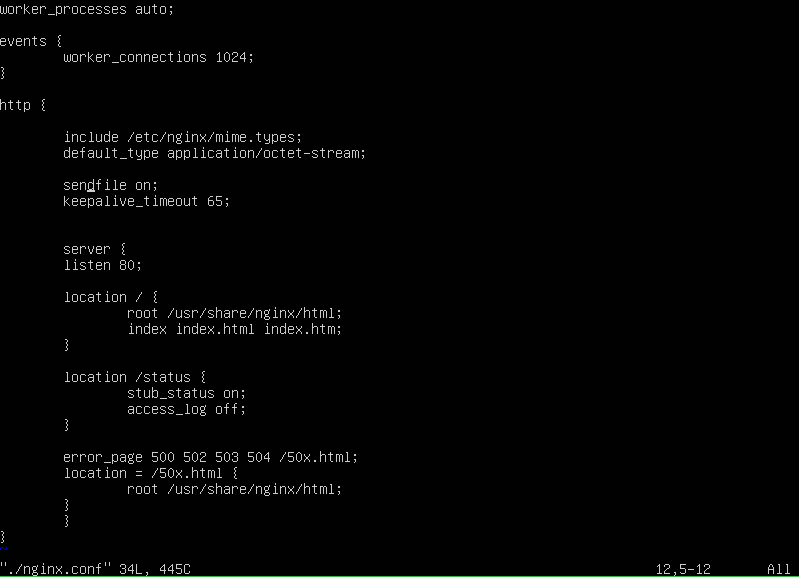 worker_processes auto;
events {
worker_connections 1024;
}
http {
include /etc/nginx/mime.types;
default_type application/octet-stream;
sendfile on;
keepalive_timeout 65;
server {
listen 80;
location / {
root /usr/share/nginx/html;
index index.html index.htm;
}
location /status {
stub_status on;
access_log off;
}
error_page 500 502 503 504 /50x.html;
location = /50x.html {
root /usr/share/nginx/html;
}
}
}
~
"./nginx.conf" 34L, 445C 12,5-12 All